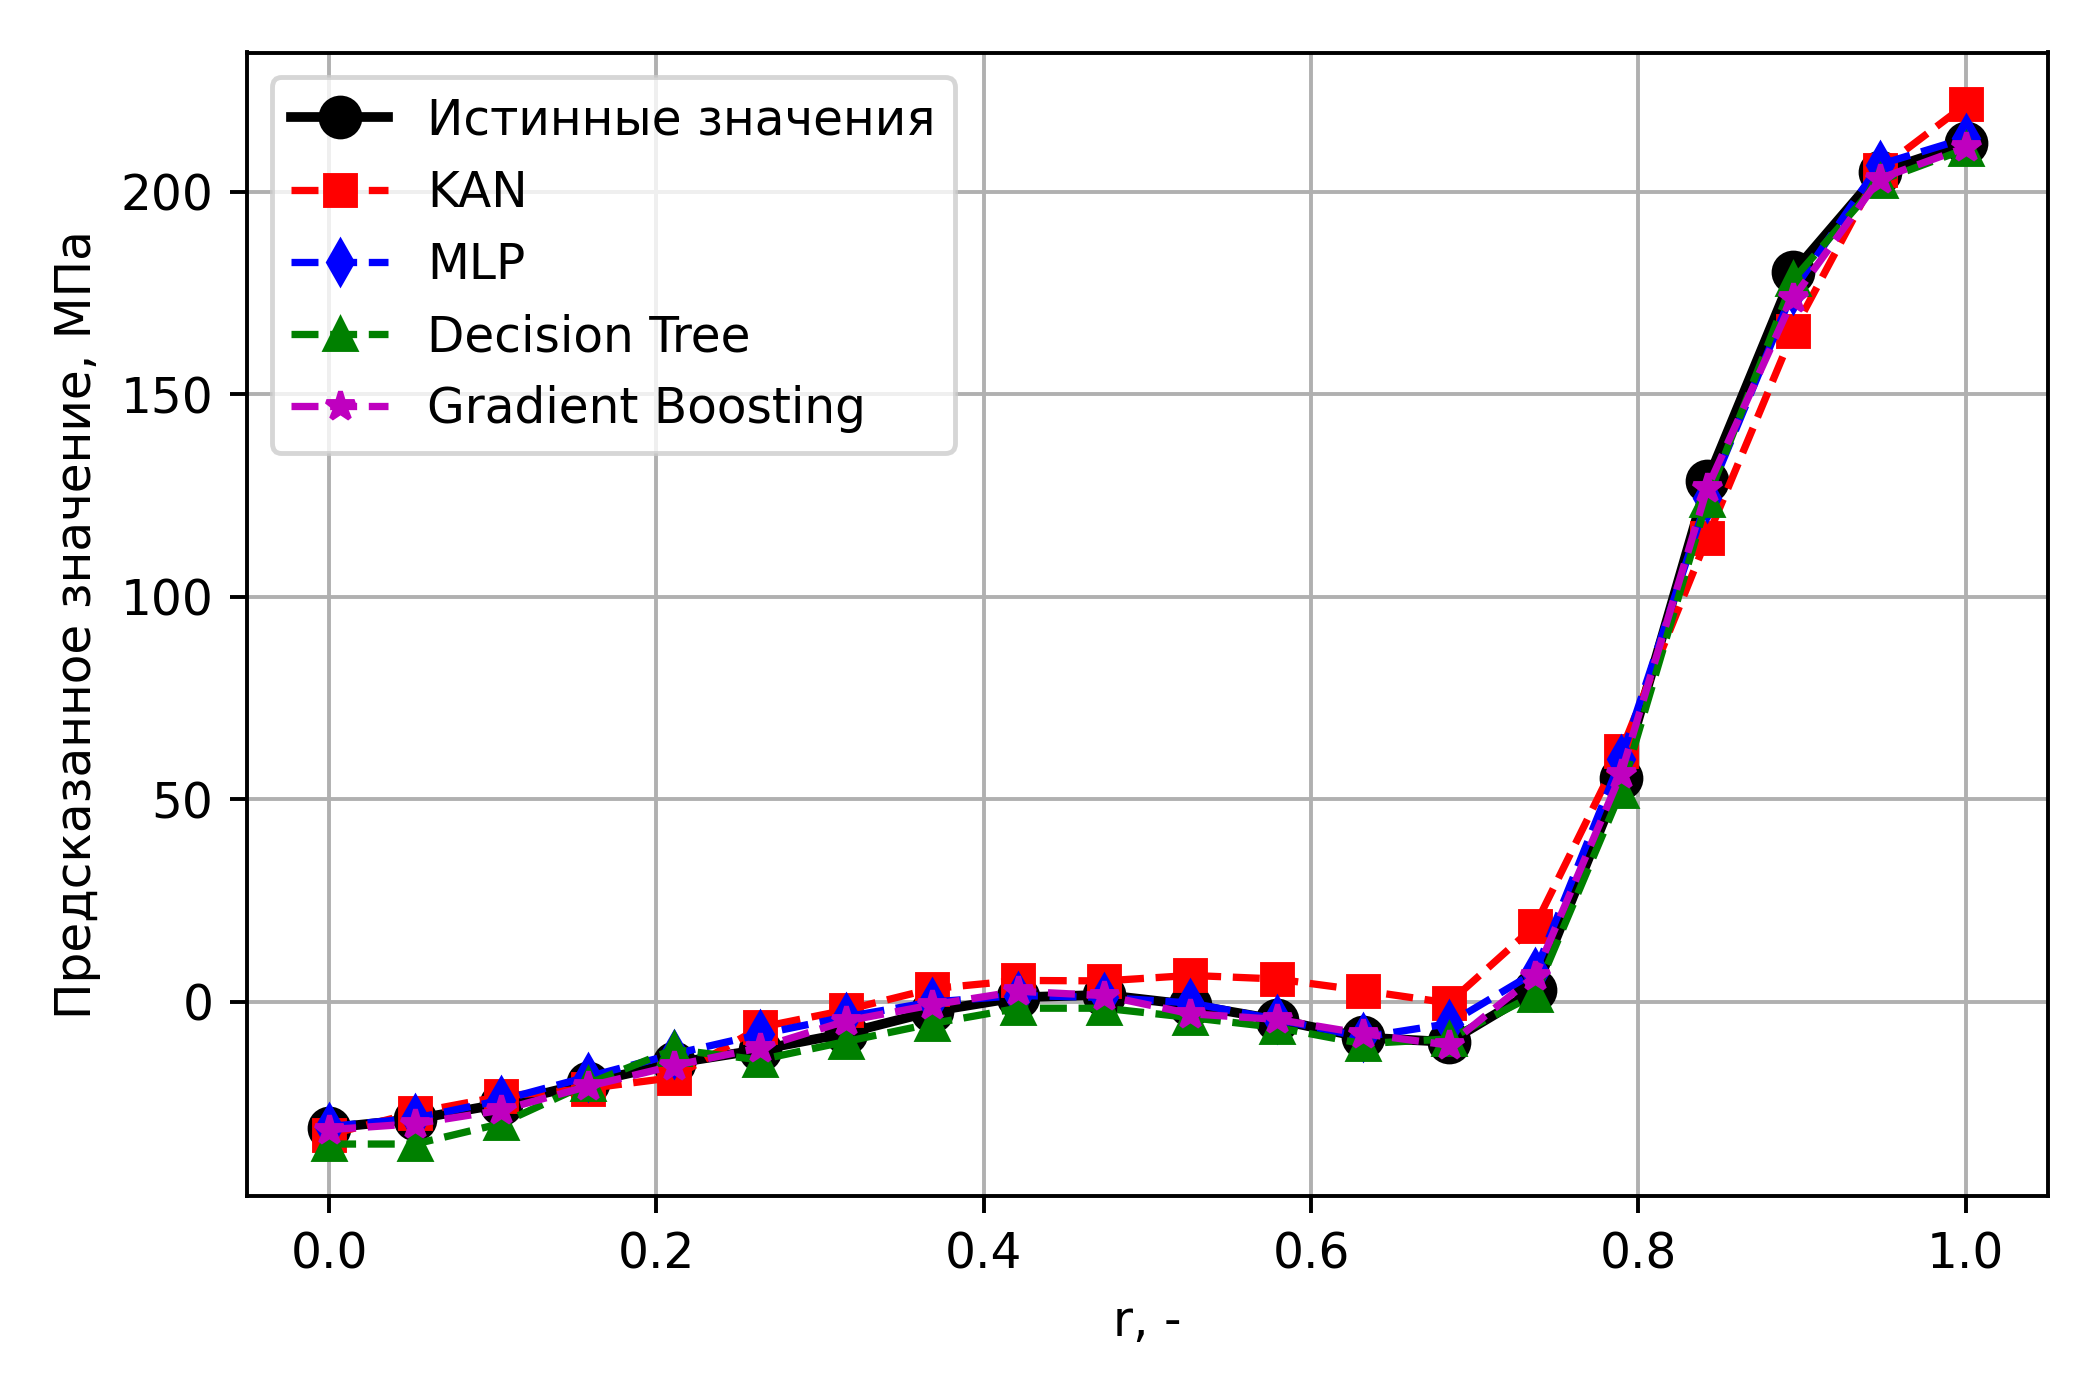 Истинные значения
KAN
MLP
Decision Tree
Gradient Boosting
Предсказанное значение, МПа
200
150
100
50
0
0.0 0.2 0.4 0.6 0.8 1.0
r, -